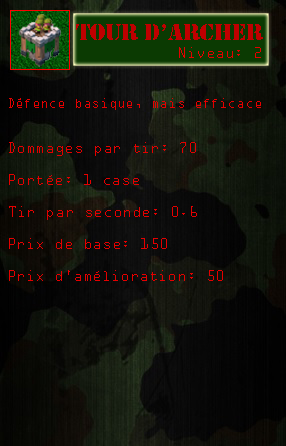 TOUR D'ARCHER
Niveau: 2
Défence basique, mais efficace
Dommages par tir: 70
Portée: 1 case
Tir par seconde: 0.6
Prix de base: 150
Prix d'amélioration: 50